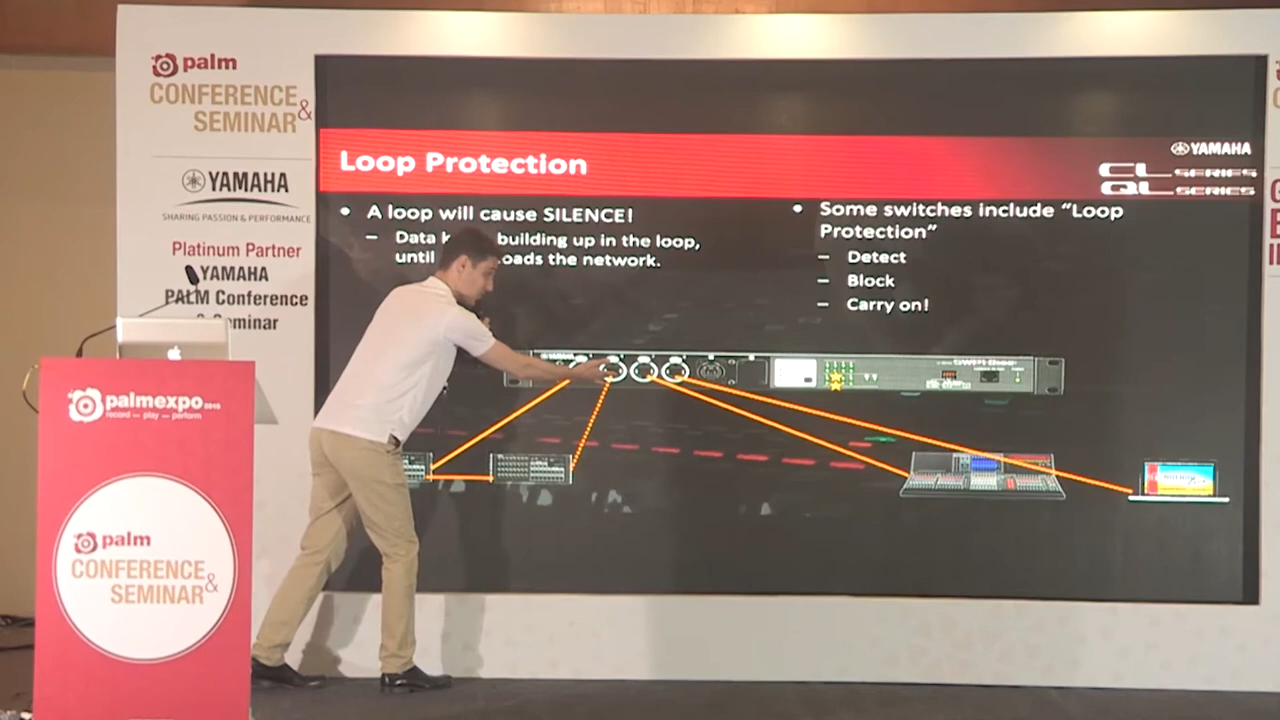 palm
CONFERENCE
&
SEMINAR
YAMAHA
SHARING PASSION & PERFORMANCE
Platinum Partner
YAMAHA
PALM Conference
& Seminar
Loop Protection
YAMAHA
CL SERIES
QL SERIES
• A loop will cause SILENCE!
– Data building up in the loop,
until the network.
• Some switches include “Loop
Protection”
– Detect
– Block
– Carry on!
palmexpo
record — play — perform
palm
CONFERENCE
&
SEMINAR